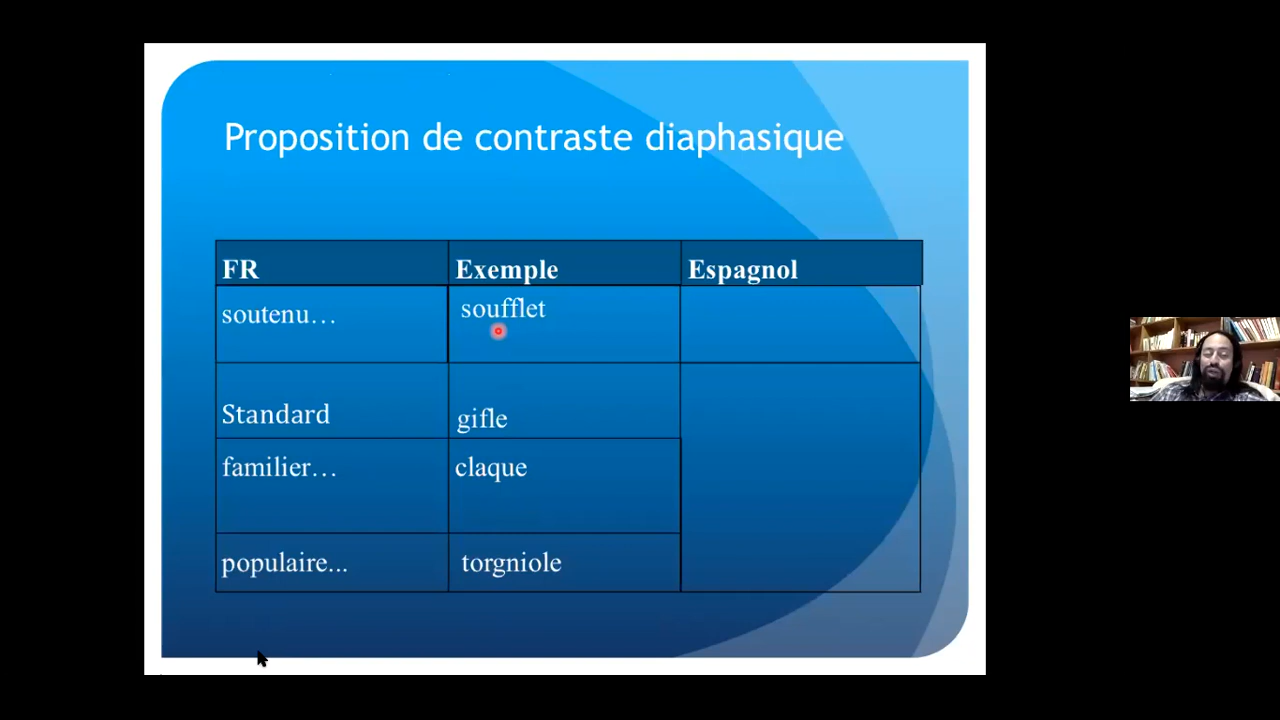 Proposition de contraste diaphasique
FR Exemple Espagnol
soutenu… soufflet
Standard gifle
familier… claque
populaire... torgniole